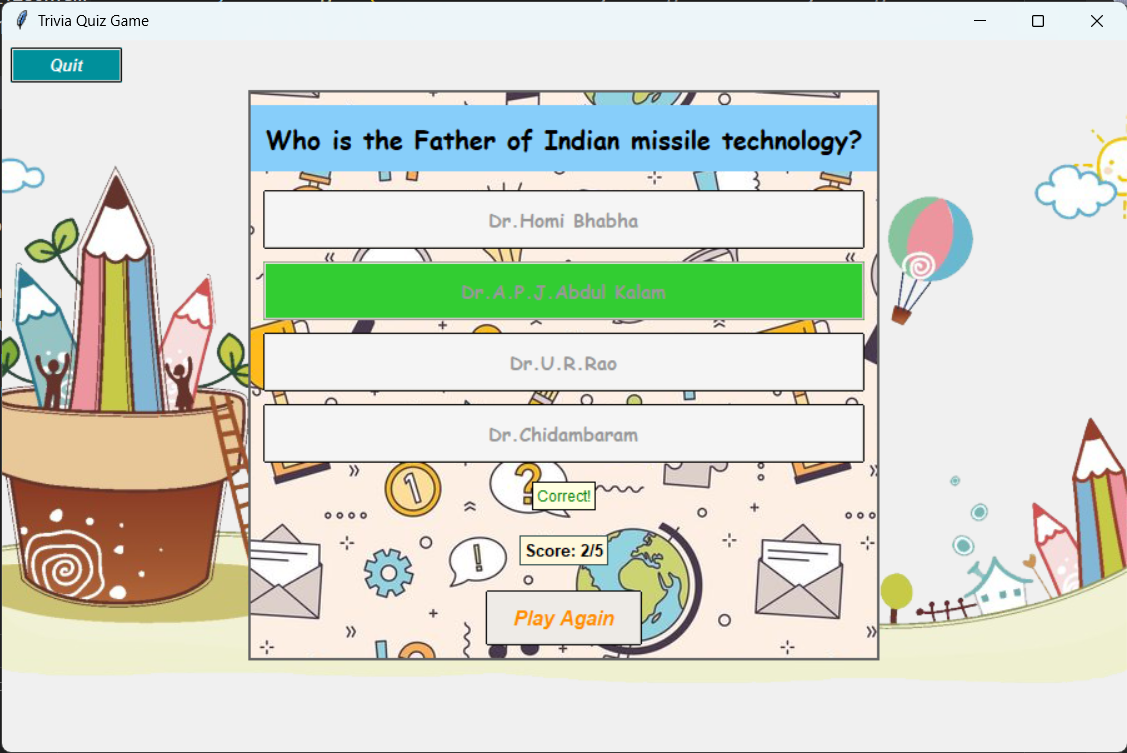 Trivia Quiz Game
Quit
Who is the Father of Indian missile technology?
Dr.Homi Bhabha
Dr.A.P.J.Abdul Kalam
Dr.U.R.Rao
Dr.Chidambaram
1
?
Correct!
Score: 2/5
!
Play Again